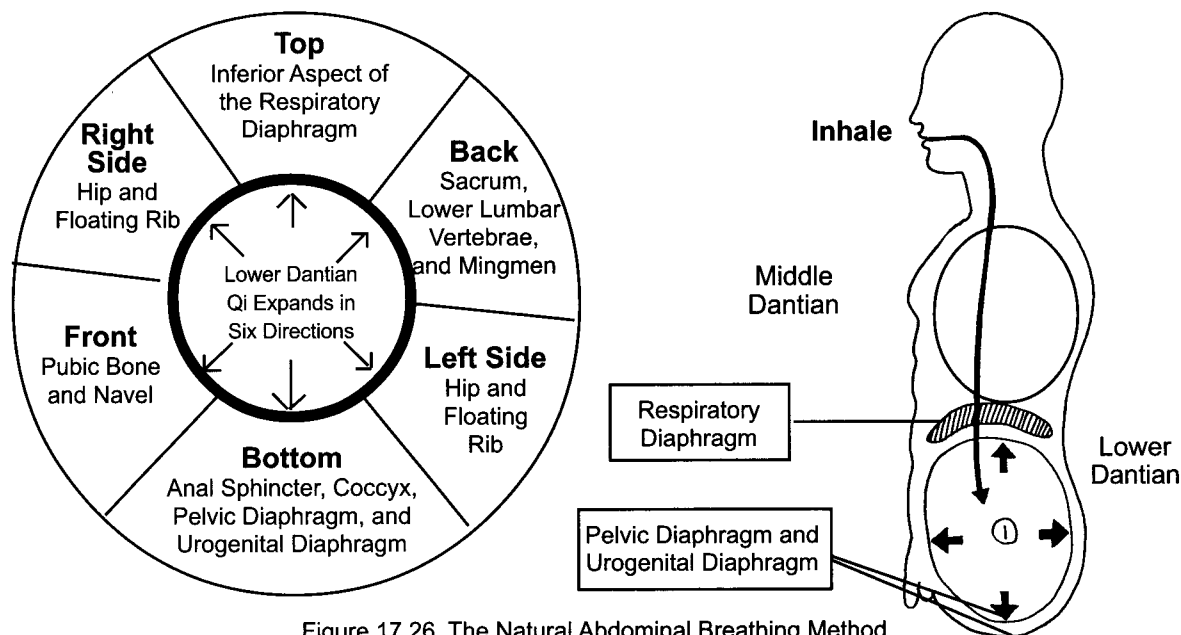 Top
Inferior Aspect of
the Respiratory
Diaphragm
Right
Side
Hip and
Floating Rib
Back
Sacrum,
Lower Lumbar
Vertebrae,
and Mingmen
Lower Dantian
Qi Expands in
Six Directions
Front
Pubic Bone
and Navel
Left Side
Hip and
Floating
Rib
Bottom
Anal Sphincter, Coccyx,
Pelvic Diaphragm, and
Urogenital Diaphragm
Inhale
Middle
Dantian
Respiratory
Diaphragm
Lower
Dantian
Pelvic Diaphragm and
Urogenital Diaphragm
1
Figure 17.26. The Natural Abdominal Breathing Method